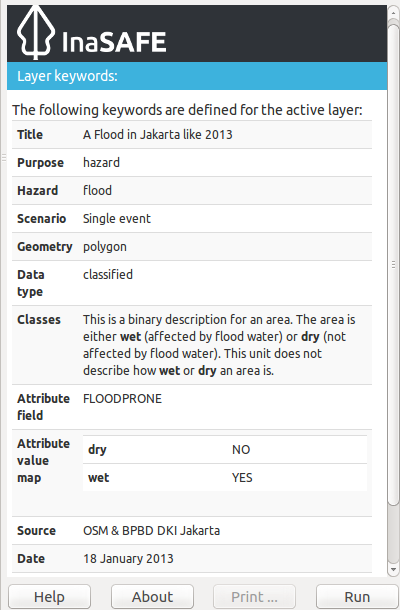 InaSAFE
Layer keywords:
The following keywords are defined for the active layer:
Title A Flood in Jakarta like 2013
Purpose hazard
Hazard flood
Scenario Single event
Geometry polygon
Data type classified
Classes This is a binary description for an area. The area is
either wet (affected by flood water) or dry (not
affected by flood water). This unit does not
describe how wet or dry an area is.
Attribute field FLOODPRONE
Attribute value map
dry NO
wet YES
Source OSM & BPBD DKI Jakarta
Date 18 January 2013
Help About Print ... Run